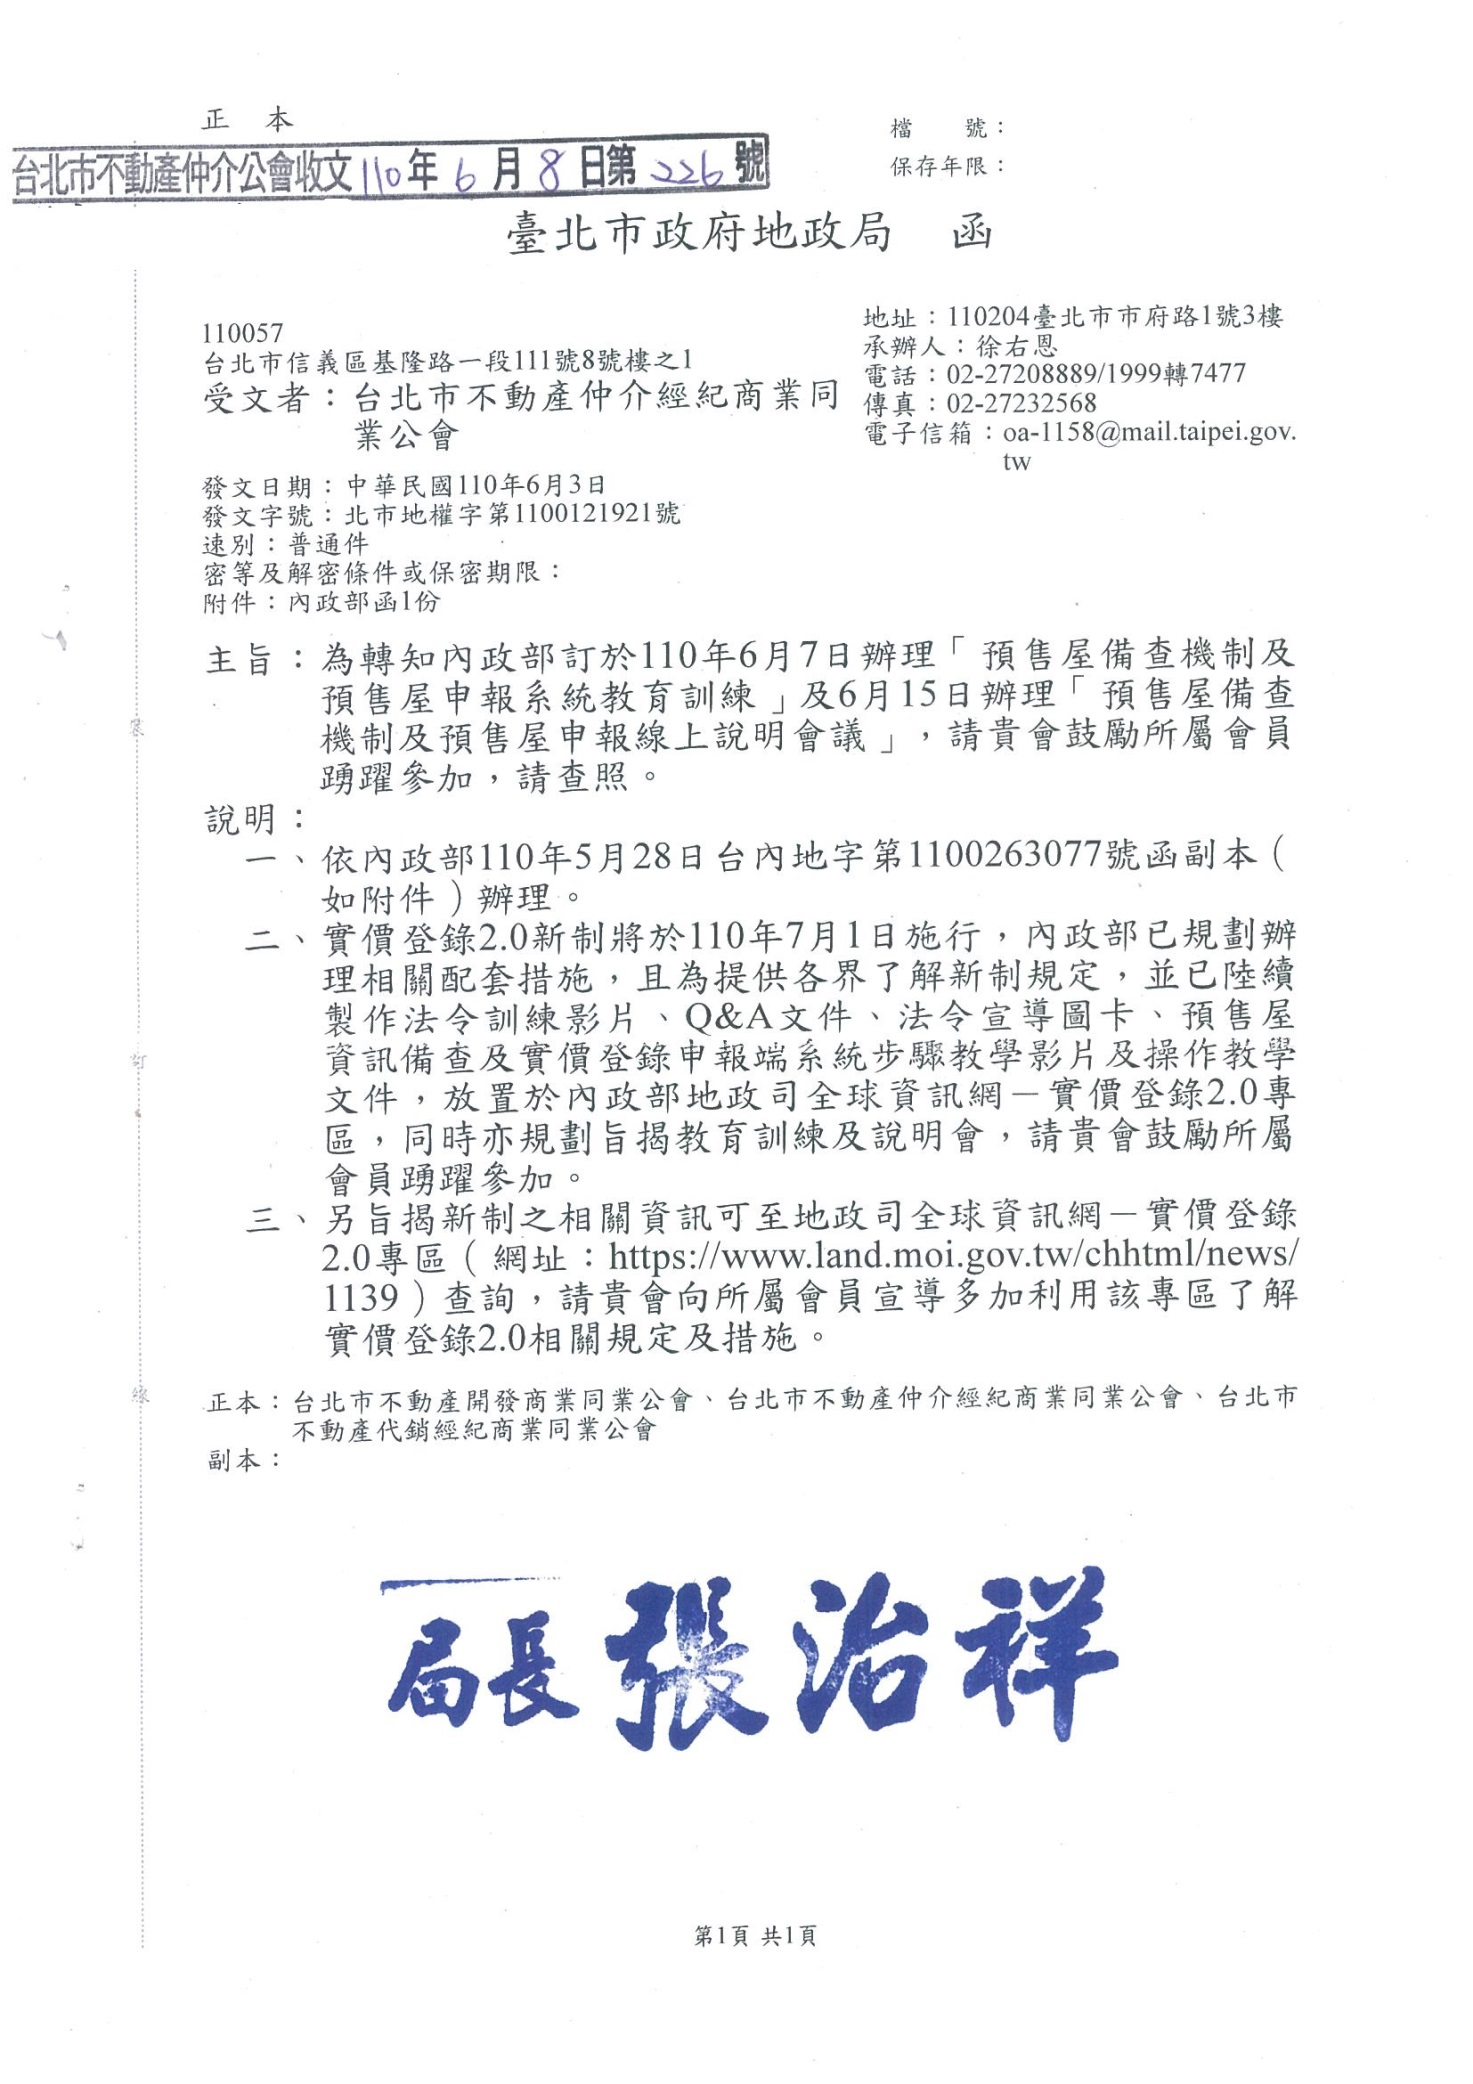 正 本
檔 號：
保存年限：
台北市不動產仲介公會收文110年6月8日第226號
臺北市政府地政局 函
110057
台北市信義區基隆路一段111號8號樓之1
受文者：台北市不動產仲介經紀商業同
業公會
地址：110204臺北市市府路1號3樓
承辦人：徐右恩
電話：02-27208889/1999轉7477
傳真：02-27232568
電子信箱：oa-1158@mail.taipei.gov.
tw
發文日期：中華民國110年6月3日
發文字號：北市地權字第1100121921號
速別：普通件
密等及解密條件或保密期限：
附件：內政部函1份
主旨：為轉知內政部訂於110年6月7日辦理「預售屋備查機制及
預售屋申報系統教育訓練」及6月15日辦理「預售屋備查
機制及預售屋申報線上說明會議」，請貴會鼓勵所屬會員
踴躍參加，請查照。
說明：
一、依內政部110年5月28日台內地字第1100263077號函副本（
如附件）辦理。
二、實價登錄2.0新制將於110年7月1日施行，內政部已規劃辦
理相關配套措施，且為提供各界了解新制規定，並已陸續
製作法令訓練影片、Q&A文件、法令宣導圖卡、預售屋
資訊備查及實價登錄申報端系統步驟教學影片及操作教學
文件，放置於內政部地政司全球資訊網－實價登錄2.0專
區，同時亦規劃旨揭教育訓練及說明會，請貴會鼓勵所屬
會員踴躍參加。
三、另旨揭新制之相關資訊可至地政司全球資訊網－實價登錄
2.0專區（網址：https://www.land.moi.gov.tw/chhtml/news/
1139）查詢，請貴會向所屬會員宣導多加利用該專區了解
實價登錄2.0相關規定及措施。
正本：台北市不動產開發商業同業公會、台北市不動產仲介經紀商業同業公會、台北市
不動產代銷經紀商業同業公會
副本：
裝
訂
線
局長 張治祥
第1頁 共1頁